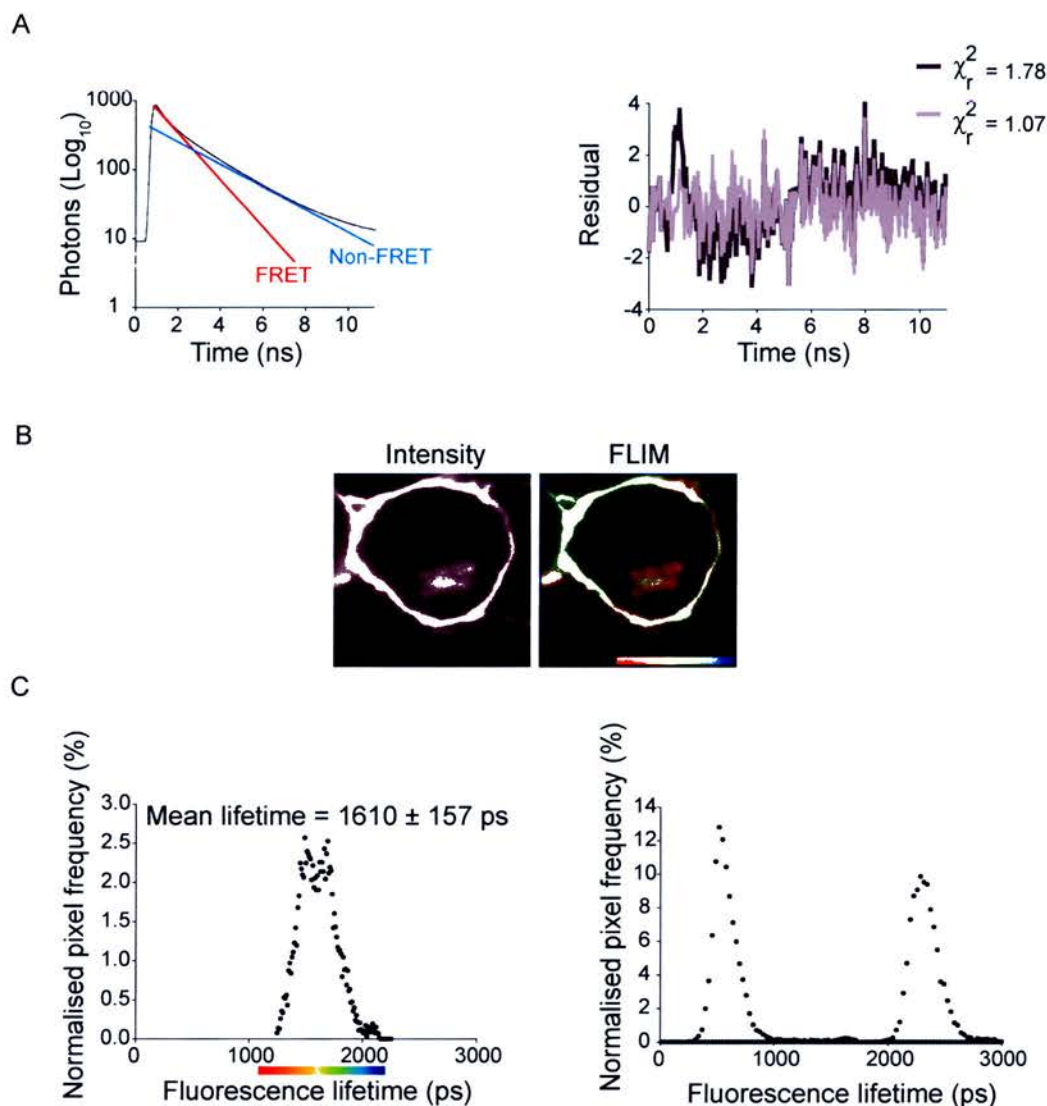 A
Photons (Log10)
1000
100
10
1
0 2 4 6 8 10
Time (ns)
FRET
Non-FRET
χ²r = 1.78
χ²r = 1.07
Residual
4
2
0
-2
-4
0 2 4 6 8 10
Time (ns)
B
Intensity
FLIM
C
Normalised pixel frequency (%)
3.0
2.5
2.0
1.5
1.0
0.5
0.0
Mean lifetime = 1610 ± 157 ps
0 1000 2000 3000
Fluorescence lifetime (ps)
Normalised pixel frequency (%)
14
12
10
8
6
4
2
0
0 1000 2000 3000
Fluorescence lifetime (ps)